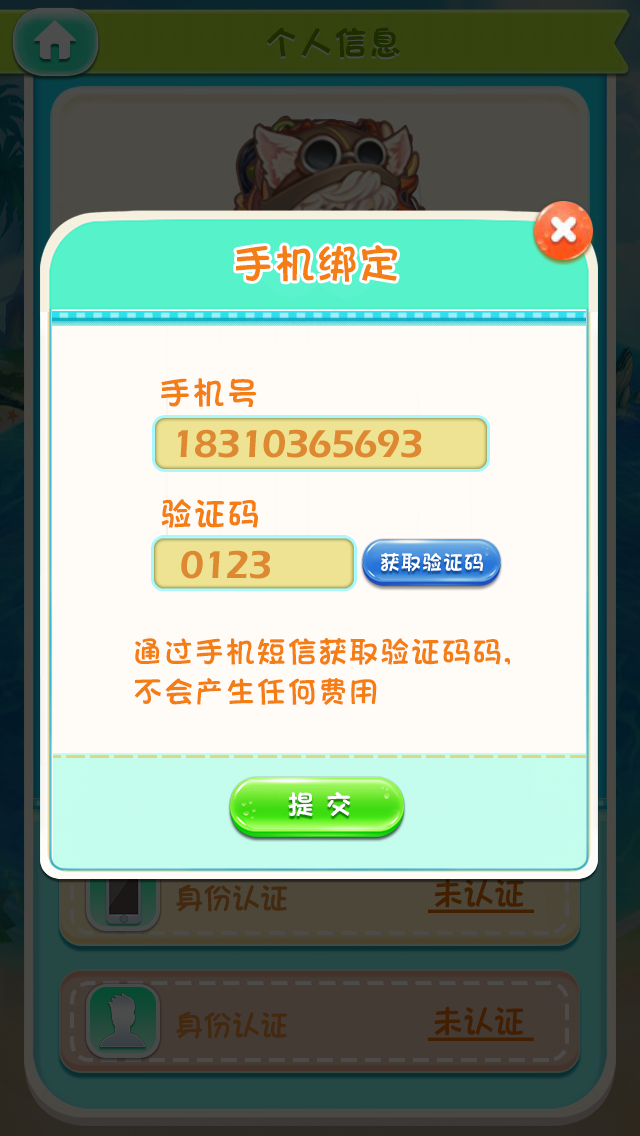 个人信息
手机绑定
手机号
18310365693
验证码
0123
获取验证码
通过手机短信获取验证码码,
不会产生任何费用
提 交
身份认证
未认证
身份认证
未认证